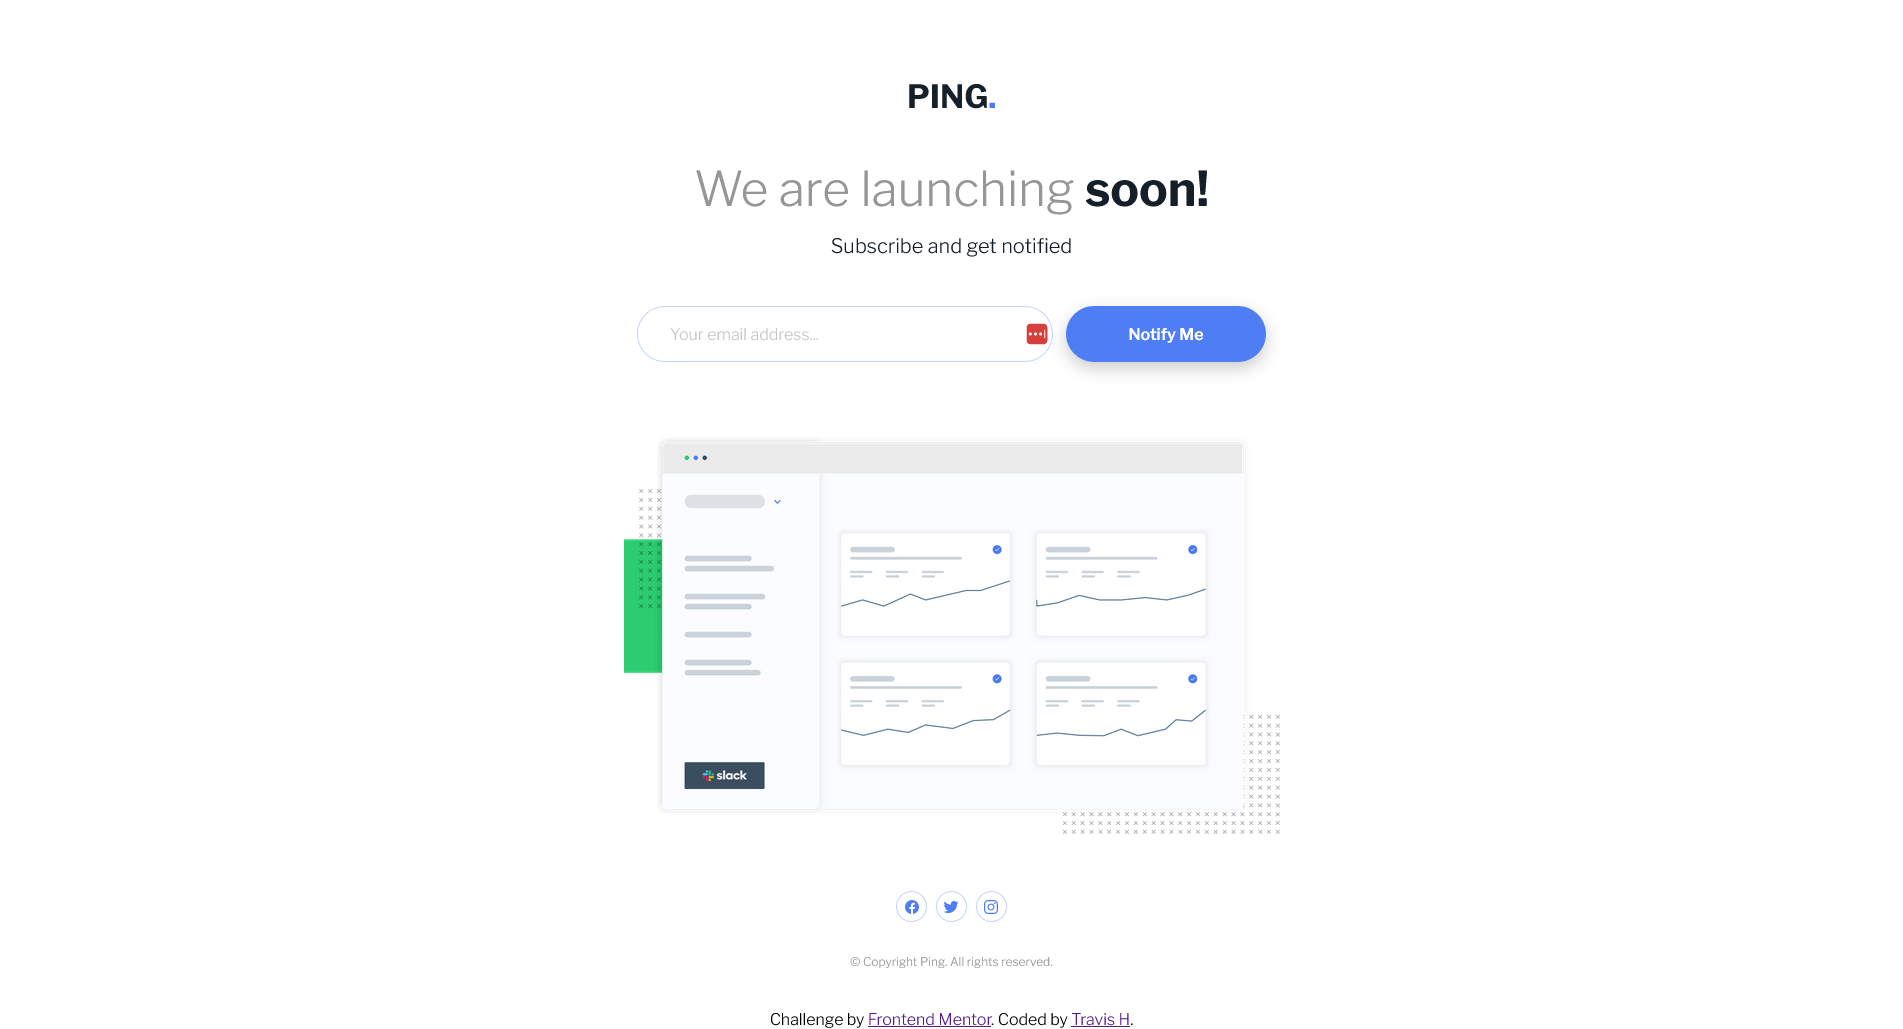 PING.
We are launching soon!
Subscribe and get notified
Your email address...
Notify Me
slack
© Copyright Ping. All rights reserved.
Challenge by Frontend Mentor. Coded by Travis H.